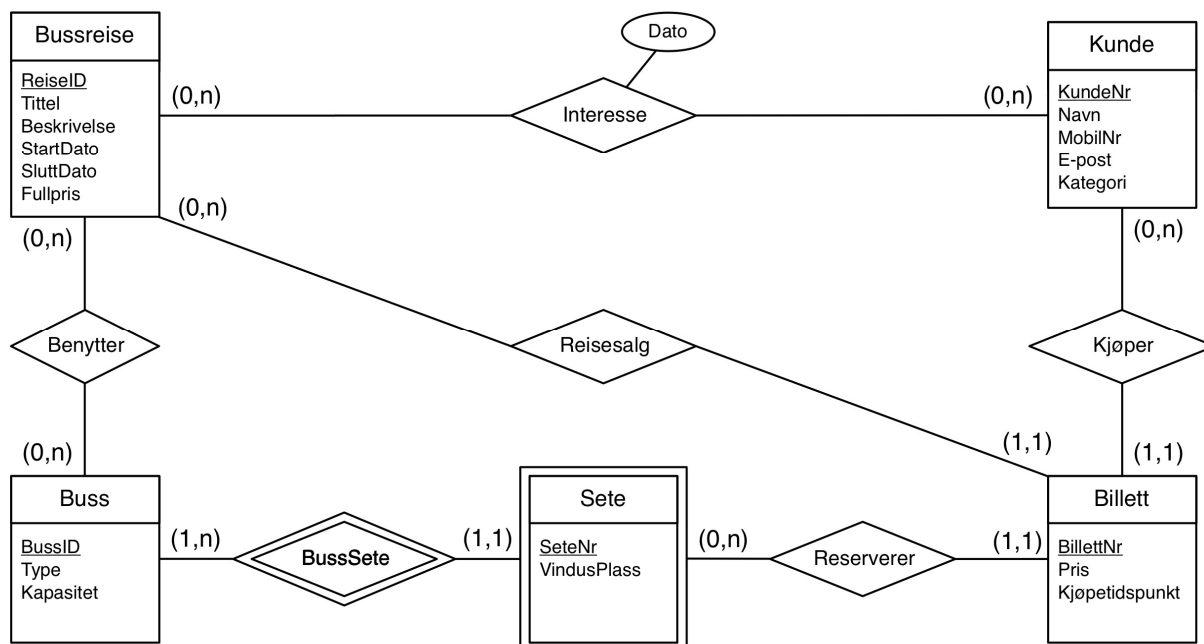 Bussreise
ReiseID
Tittel
Beskrivelse
StartDato
SluttDato
Fullpris
(0,n)
Dato
Interesse
(0,n)
Kunde
KundeNr
Navn
MobilNr
E-post
Kategori
(0,n)
(0,n)
(0,n)
Benytter
Reisesalg
Kjøper
(0,n)
(1,1)
(1,1)
Buss
BussID
Type
Kapasitet
(1,n)
BussSete
(1,1)
Sete
SeteNr
VindusPlass
(0,n)
Reserverer
(1,1)
Billett
BillettNr
Pris
Kjøpetidspunkt